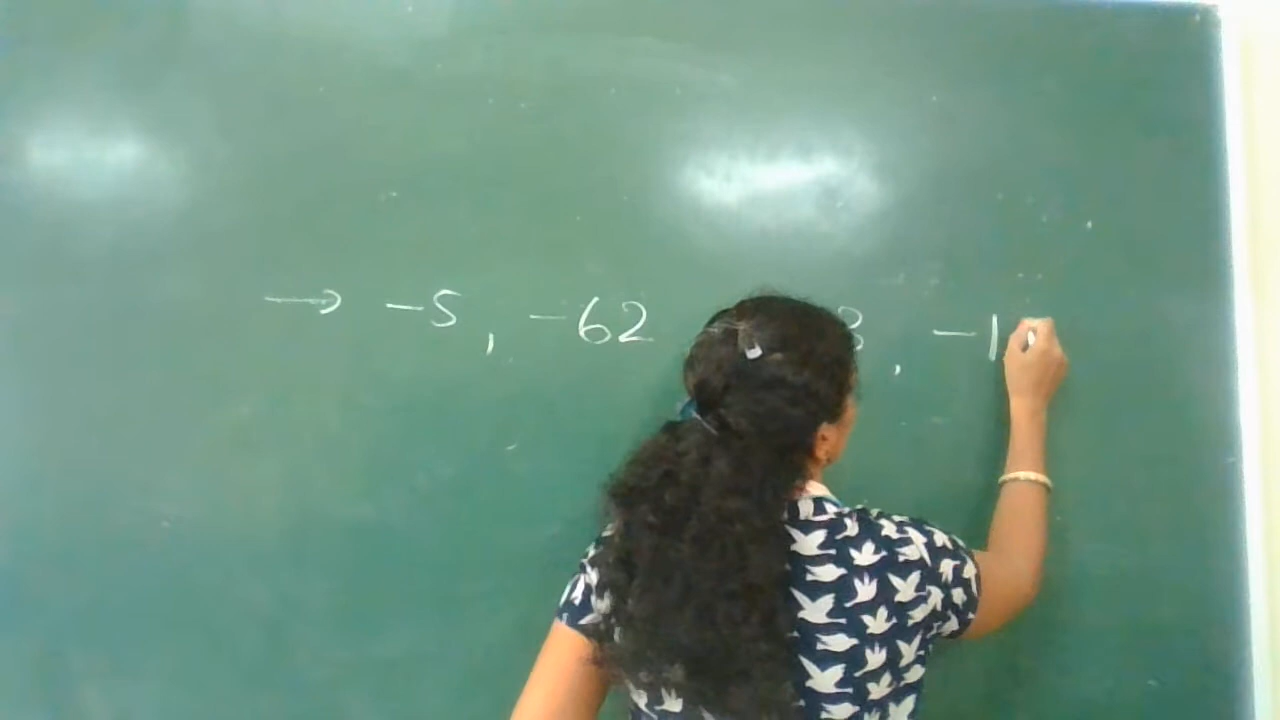 → -5, -62 3, -1